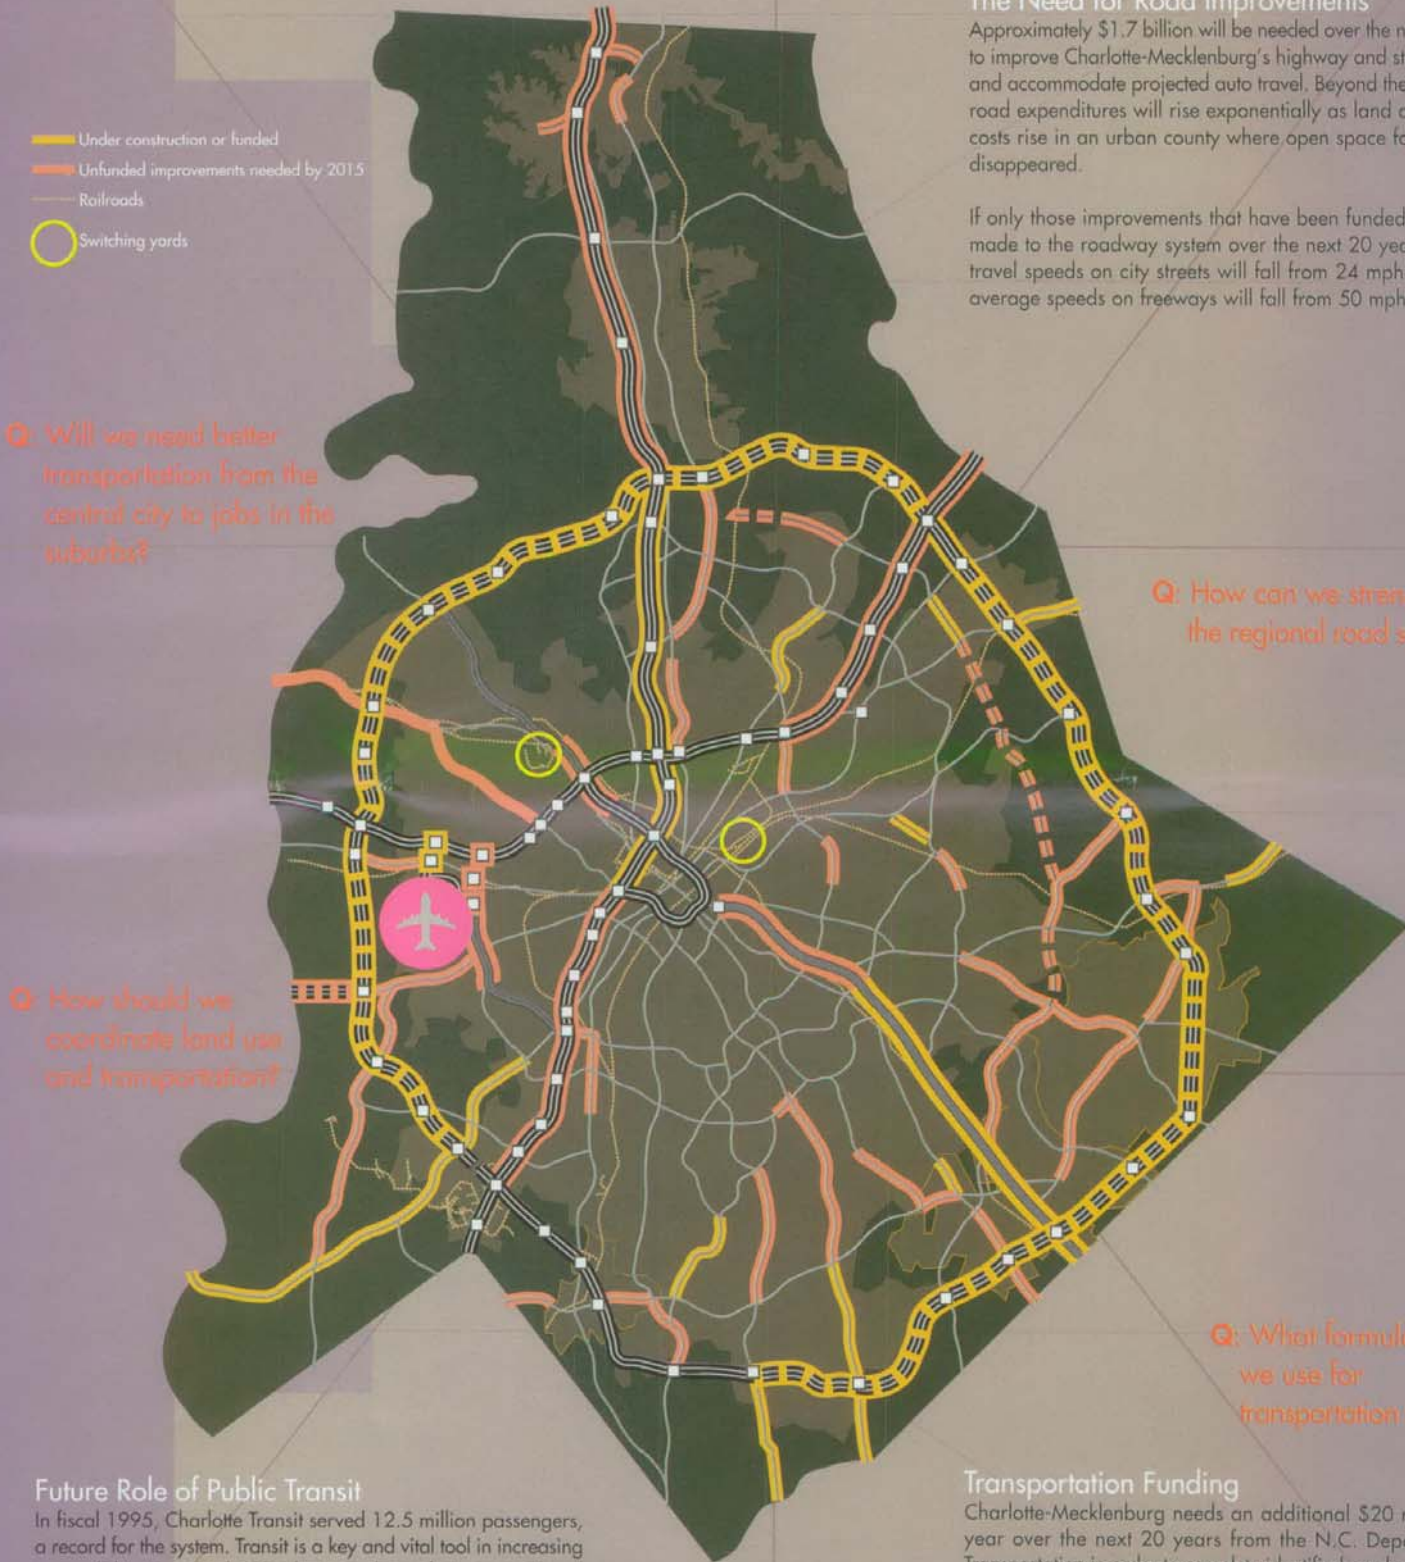 The Need for Road Improvements
Approximately $1.7 billion will be needed over the
to improve Charlotte-Mecklenburg's highway and
and accommodate projected auto travel. Beyond
road expenditures will rise exponentially as land
costs rise in an urban county where open space
disappeared.
If only those improvements that have been funded
made to the roadway system over the next 20
travel speeds on city streets will fall from 24 mph
average speeds on freeways will fall from 50 mph
Under construction or funded
Unfunded improvements needed by 2015
Railroads
Switching yards
Q: Will we need better
transportation from the
central city to jobs in the
suburbs?
Q: How can we
the regional road
Q: How should we
coordinate land use
and transportation?
Q: What
we use for
transportation
Future Role of Public Transit
In fiscal 1995, Charlotte Transit served 12.5 million passengers,
a record for the system. Transit is a key and vital tool in increasing
Transportation Funding
Charlotte-Mecklenburg needs an additional $20
year over the next 20 years from the N.C.